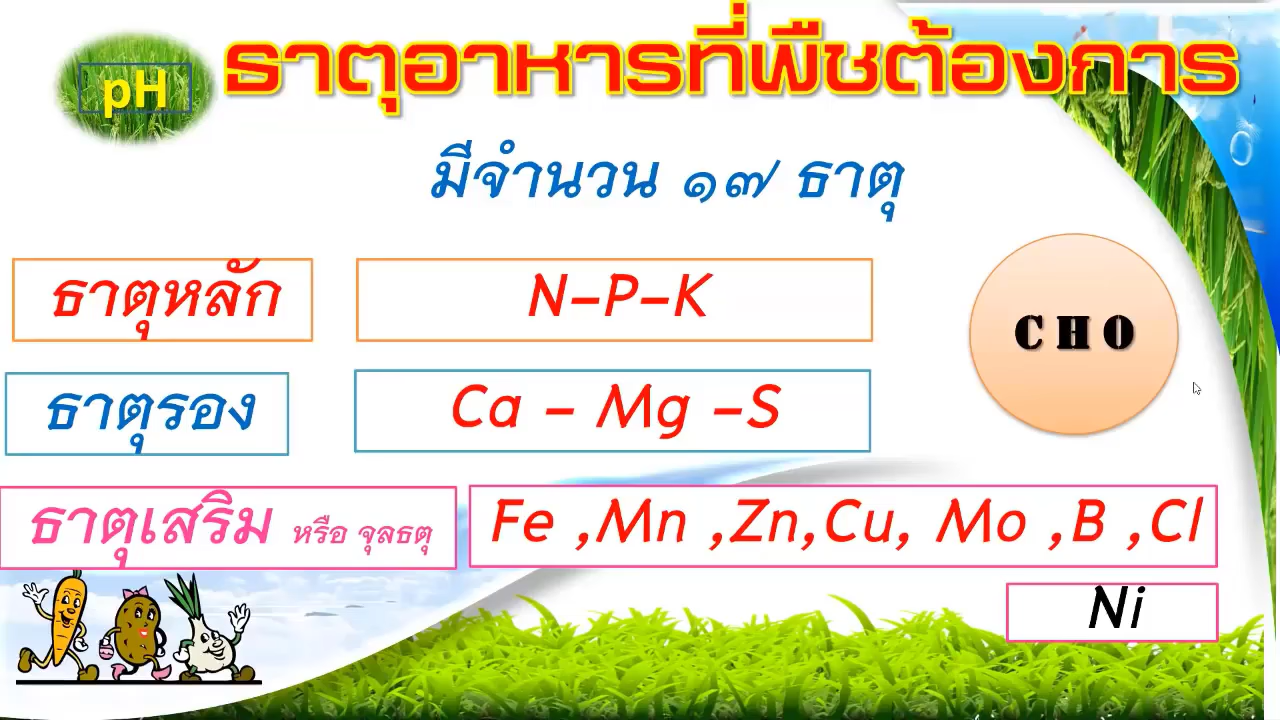 pH
ธาตุอาหารที่พืชต้องการ
มีจำนวน ๑๗ ธาตุ
ธาตุหลัก
N-P-K
C H O
ธาตุรอง
Ca - Mg -S
ธาตุเสริม หรือ จุลธตุ
Fe ,Mn ,Zn,Cu, Mo ,B ,Cl
Ni